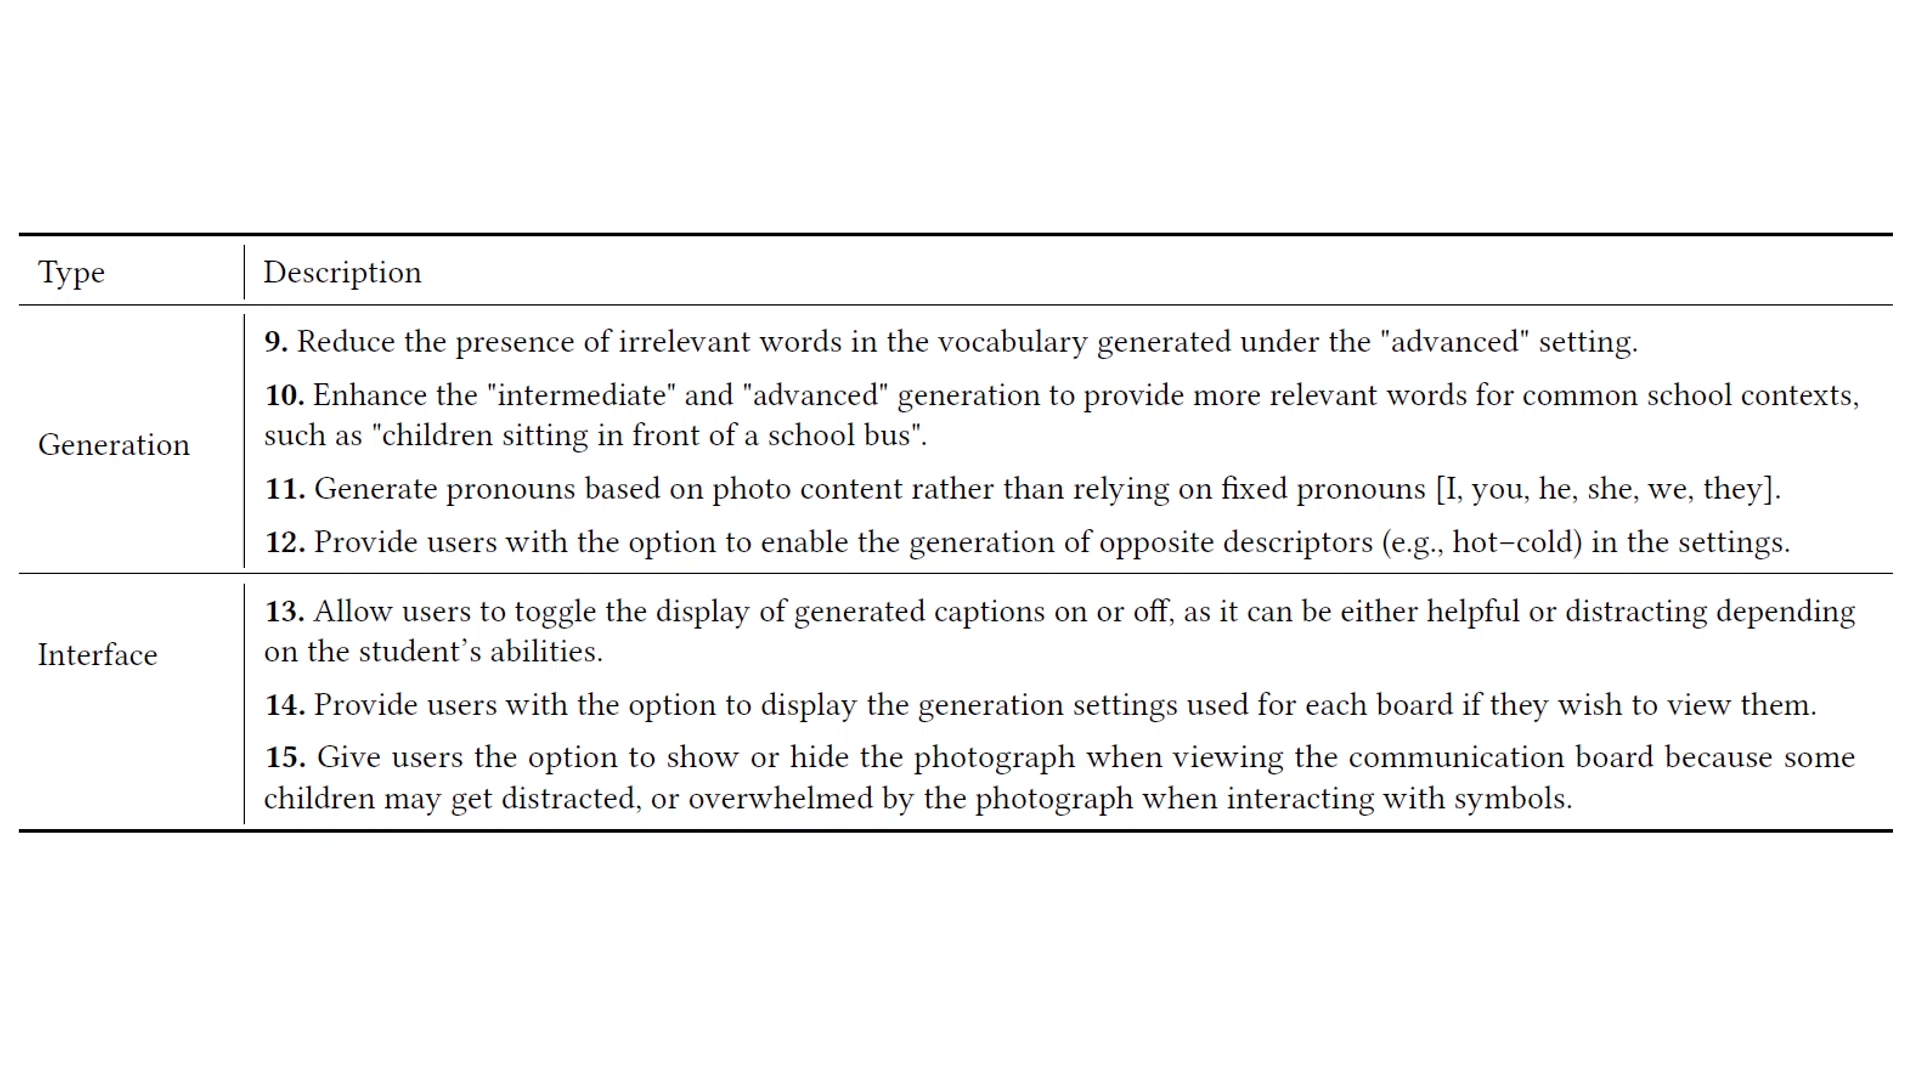 Type
Description
Generation
9. Reduce the presence of irrelevant words in the vocabulary generated under the "advanced" setting.
10. Enhance the "intermediate" and "advanced" generation to provide more relevant words for common school contexts,
such as "children sitting in front of a school bus".
11. Generate pronouns based on photo content rather than relying on fixed pronouns [I, you, he, she, we, they].
12. Provide users with the option to enable the generation of opposite descriptors (e.g., hot–cold) in the settings.
Interface
13. Allow users to toggle the display of generated captions on or off, as it can be either helpful or distracting depending
on the student’s abilities.
14. Provide users with the option to display the generation settings used for each board if they wish to view them.
15. Give users the option to show or hide the photograph when viewing the communication board because some
children may get distracted, or overwhelmed by the photograph when interacting with symbols.